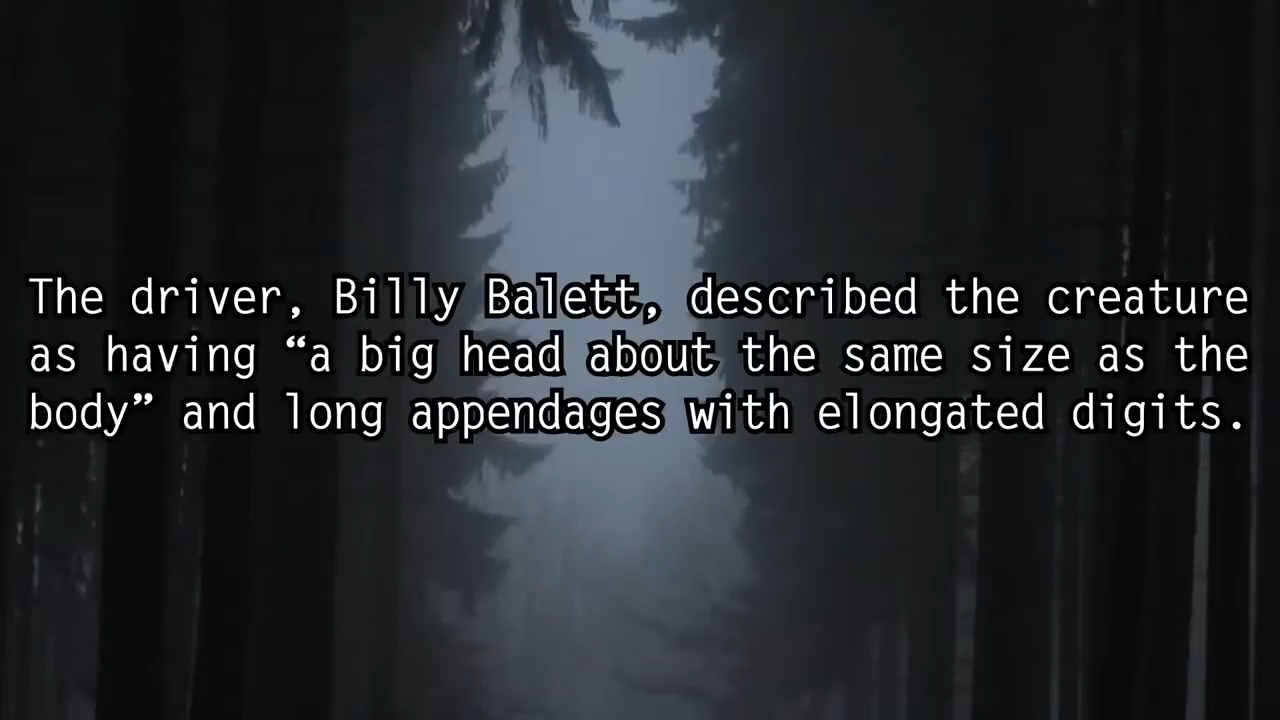 The driver, Billy Balett, described the creature
as having “a big head about the same size as the
body” and long appendages with elongated digits.